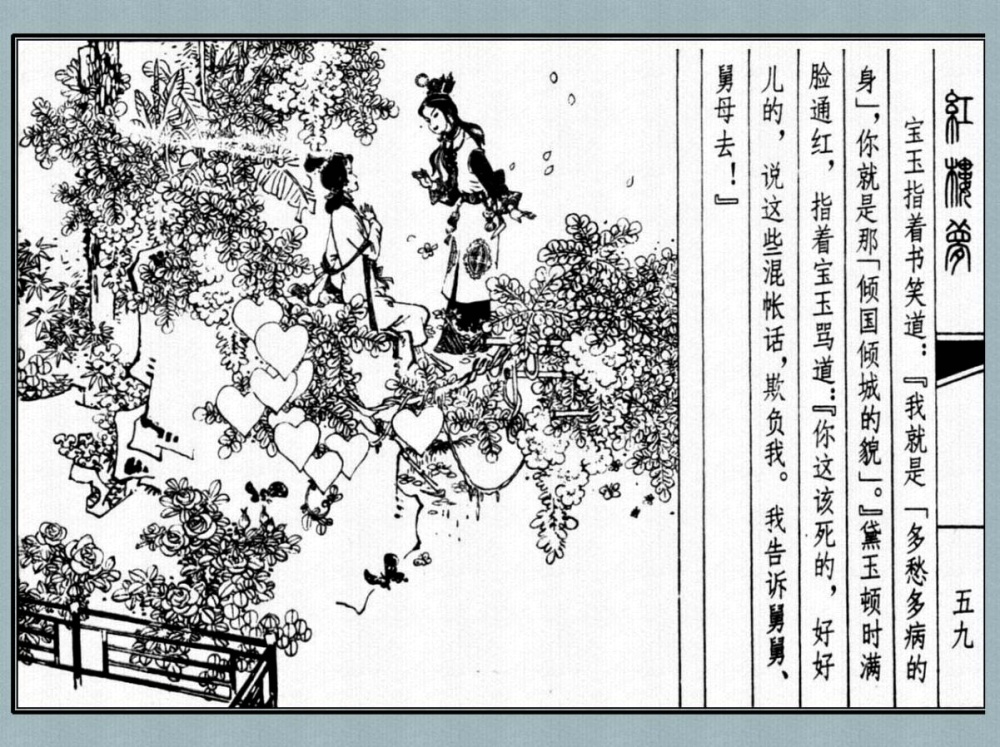 紅樓夢
五九
宝玉指着书笑道：『我就是「多愁多病的
身」，你就是那「倾国倾城的貌」。』黛玉顿时满
脸通红，指着宝玉骂道：『你这该死的，好好
儿的，说这些混帐话，欺负我。我告诉舅舅、
舅母去！』